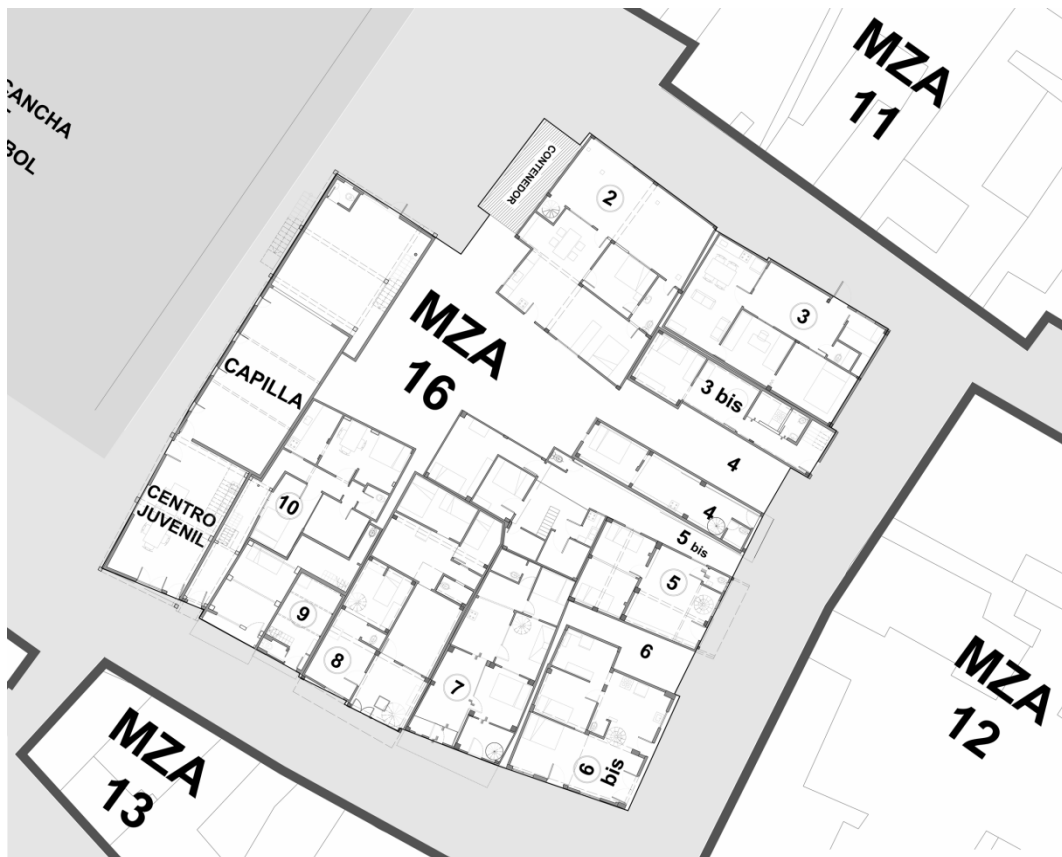 CANCHA
BOL
MZA
11
CONTENEDOR
2
3
MZA
16
3 bis
CAPILLA
4
4
CENTRO
JUVENIL
10
5 bis
5
9
6
8
7
6
bis
MZA
12
MZA
13